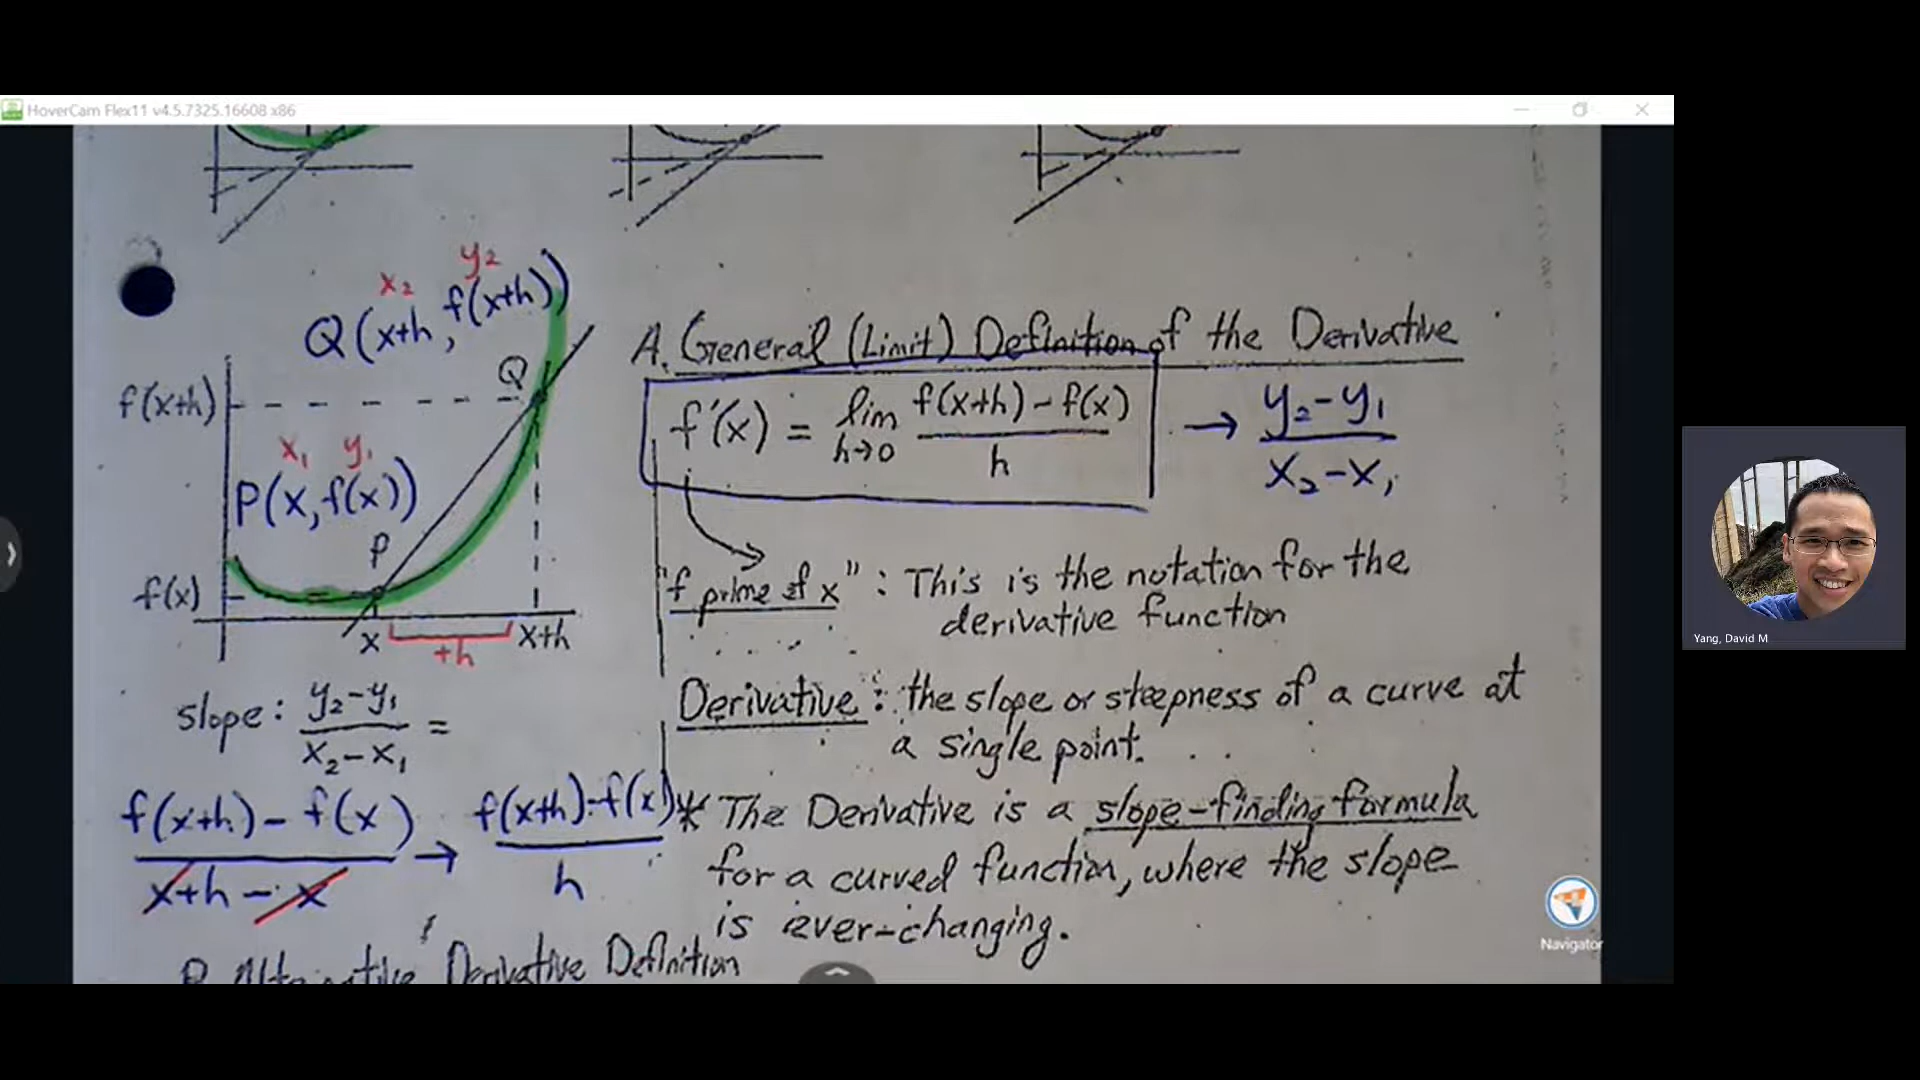 HoverCam Flex11 v4.5.7325.16608 x86
x₂ y₂
Q(x+h, f(x+h))
Q
f(x+h)
x₁ y₁
P(x, f(x))
P
f(x)
x x+h
+h
slope: y₂-y₁ / x₂-x₁ =
f(x+h) - f(x) / x+h - x → f(x+h)-f(x) / h
A. General (Limit) Definition of the Derivative
f'(x) = lim h→0 f(x+h)-f(x) / h → y₂-y₁ / x₂-x₁
"f prime of x" : This is the notation for the
derivative function
Derivative: the slope or steepness of a curve at
a single point.
* The Derivative is a slope-finding formula
for a curved function, where the slope
is ever-changing.
B. Alternative Derivative Definition
Navigator
Yang, David M